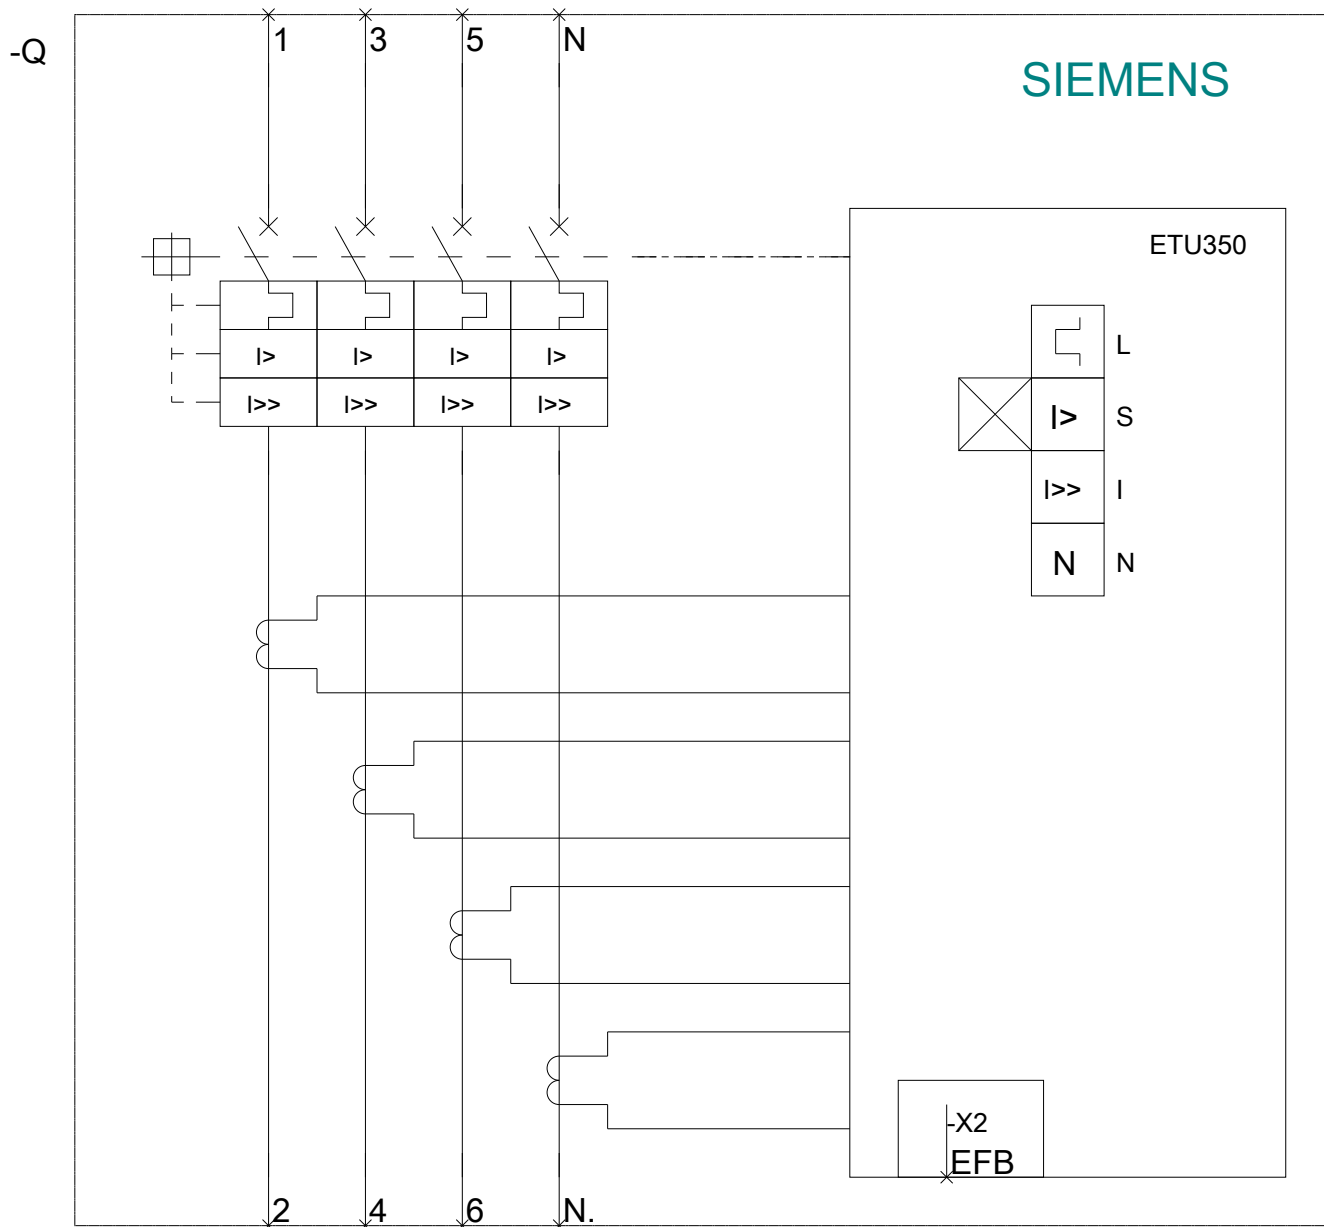 1 3 5 N
-Q
SIEMENS
ETU350
I> I> I> I>
I>> I>> I>> I>>
L
I> S
I>> I
N N
-X2
EFB
2 4 6 N.